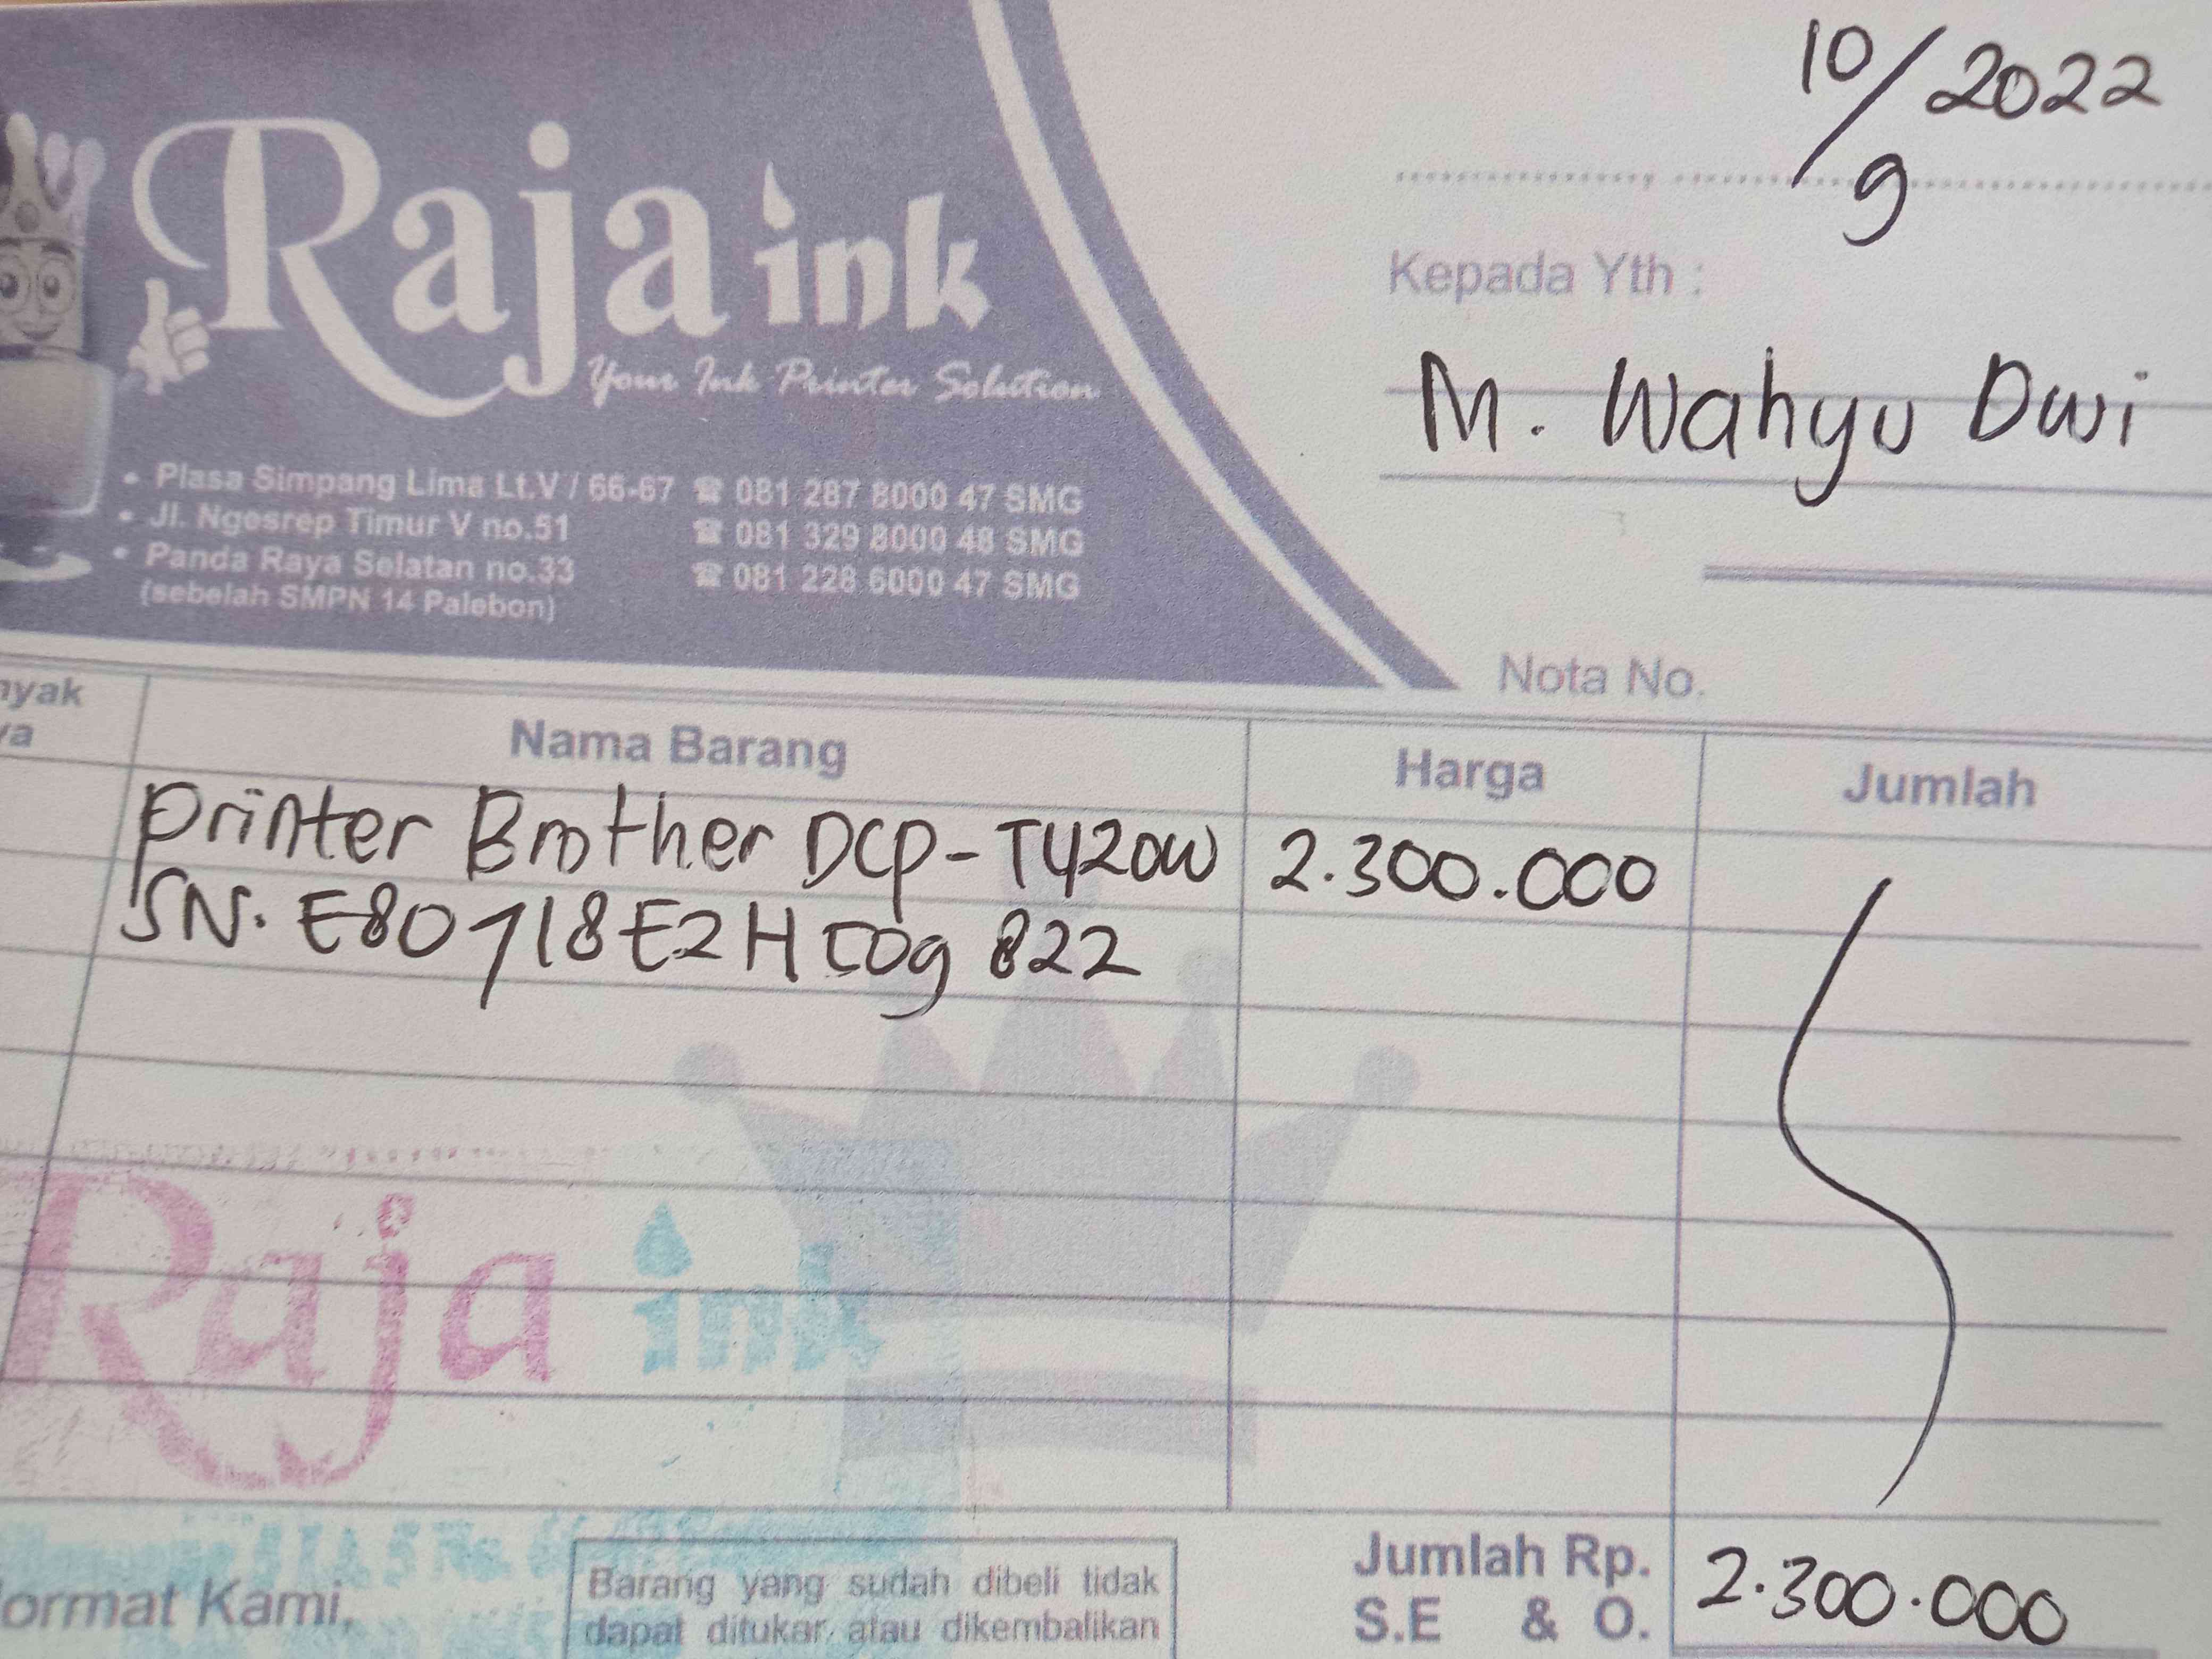 10/9 2022
Raja ink
Your Ink Printer Solution
Kepada Yth :
M. Wahyu Dwi
• Plasa Simpang Lima Lt.V / 66-67 ☎ 081 287 8000 47 SMG
• Jl. Ngesrep Timur V no.51 ☎ 081 329 8000 48 SMG
• Panda Raya Selatan no.33 ☎ 081 228 6000 47 SMG
(sebelah SMPN 14 Palebon)
Nota No.
nyak
ya
Nama Barang
Harga
Jumlah
Printer Brother DCP-T420W 2.300.000
SN. E80718E2H 822
Raja ink
ormat Kami,
Barang yang sudah dibeli tidak
dapat ditukar atau dikembalikan
Jumlah Rp. 2.300.000
S.E & O.